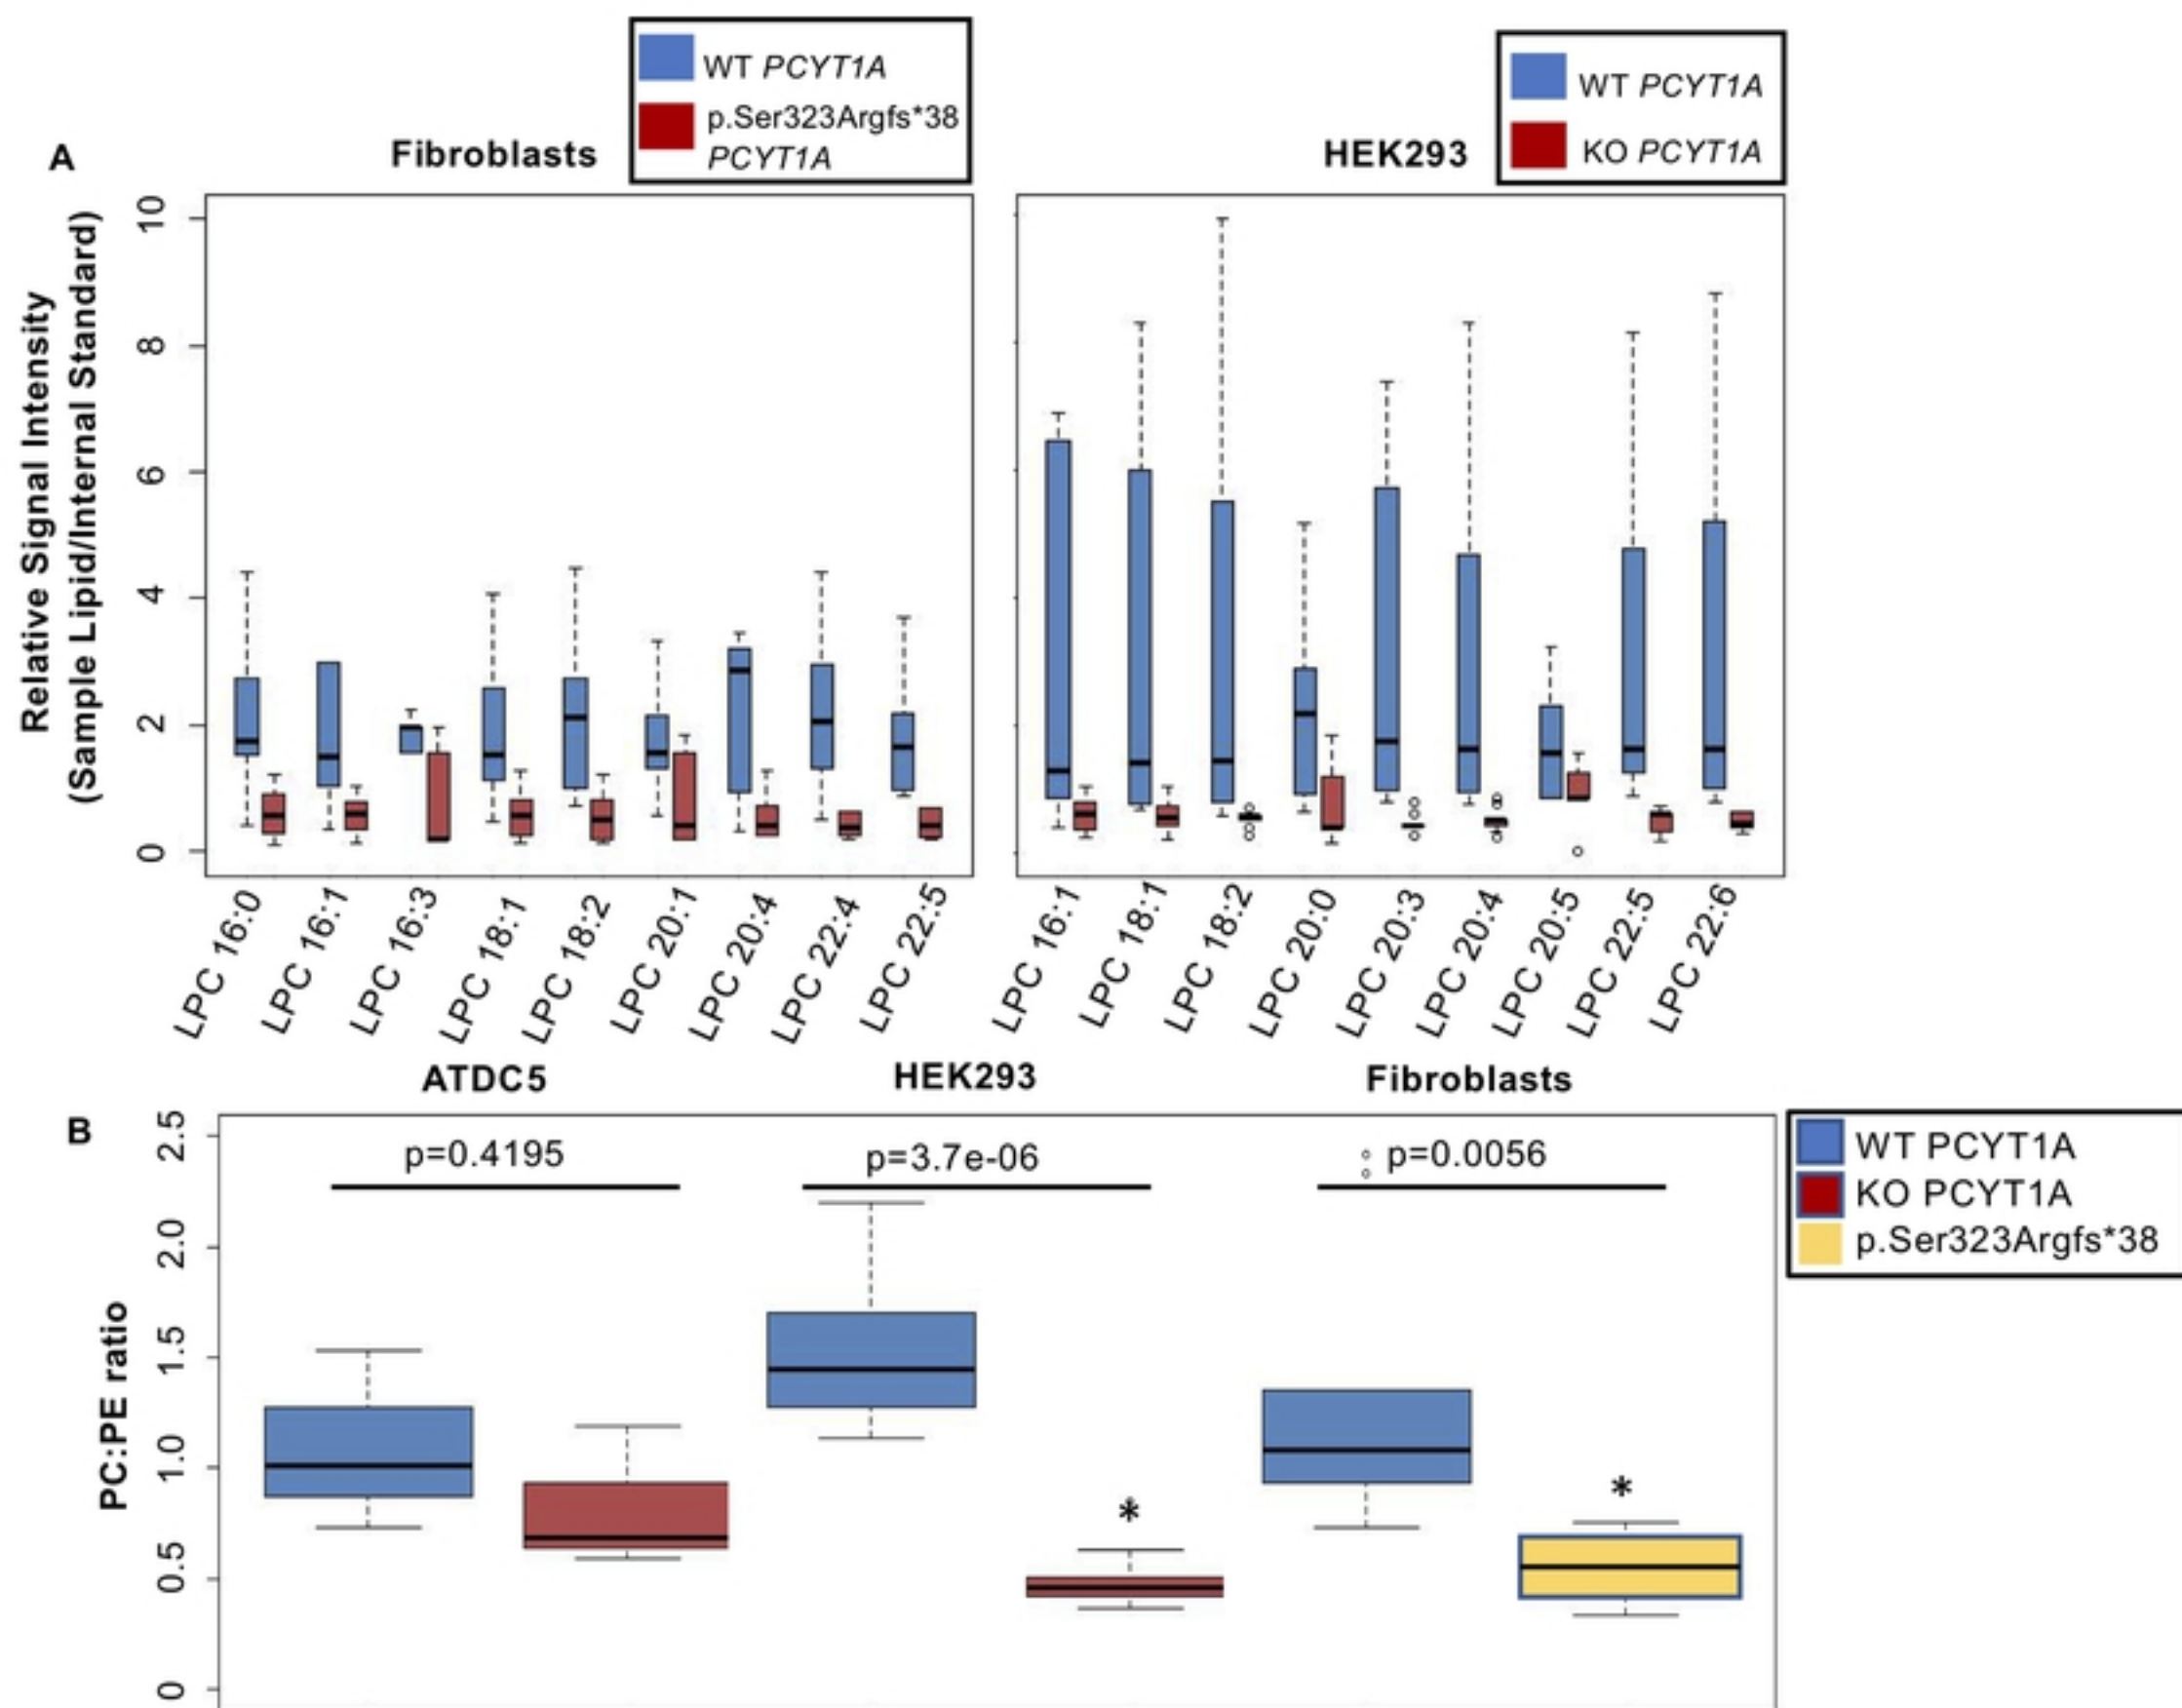 WT PCYT1A
p.Ser323Argfs*38
PCYT1A
WT PCYT1A
KO PCYT1A
A
Fibroblasts
HEK293
Relative Signal Intensity
(Sample Lipid/Internal Standard)
10
8
6
4
2
0
LPC 16:0
LPC 16:1
LPC 16:3
LPC 18:1
LPC 18:2
LPC 20:1
LPC 20:4
LPC 22:4
LPC 22:5
LPC 16:1
LPC 18:1
LPC 18:2
LPC 20:0
LPC 20:3
LPC 20:4
LPC 20:5
LPC 22:5
LPC 22:6
ATDC5
HEK293
Fibroblasts
B
p=0.4195
p=3.7e-06
p=0.0056
WT PCYT1A
KO PCYT1A
p.Ser323Argfs*38
PC:PE ratio
2.5
2.0
1.5
1.0
0.5
0
*
*